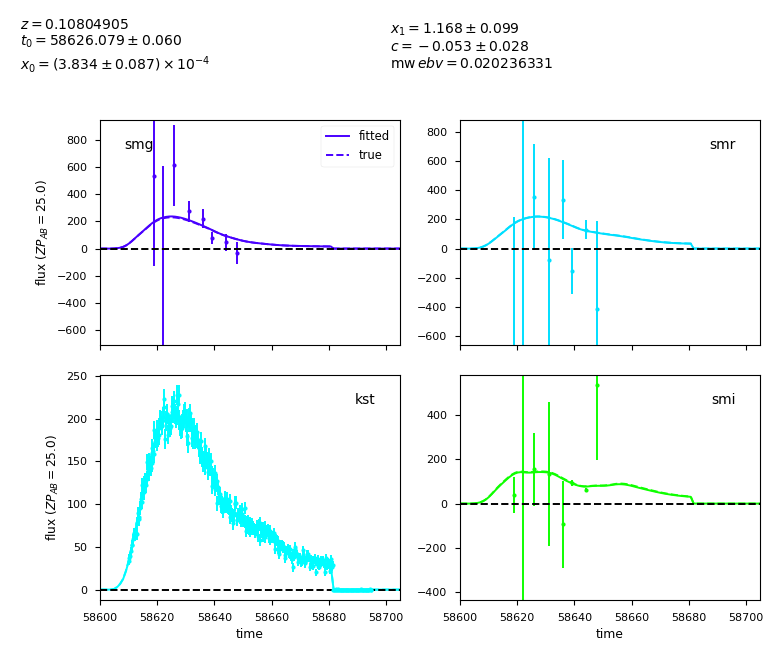 z = 0.10804905
t₀ = 58626.079 ± 0.060
x₀ = (3.834 ± 0.087) × 10⁻⁴
x₁ = 1.168 ± 0.099
c = −0.053 ± 0.028
mw ebv = 0.020236331
smg
fitted
true
800
600
400
200
0
−200
−400
−600
flux (ZP_AB = 25.0)
smr
800
600
400
200
0
−200
−400
−600
kst
250
200
150
100
50
0
flux (ZP_AB = 25.0)
58600 58620 58640 58660 58680 58700
time
smi
400
200
0
−200
−400
58600 58620 58640 58660 58680 58700
time